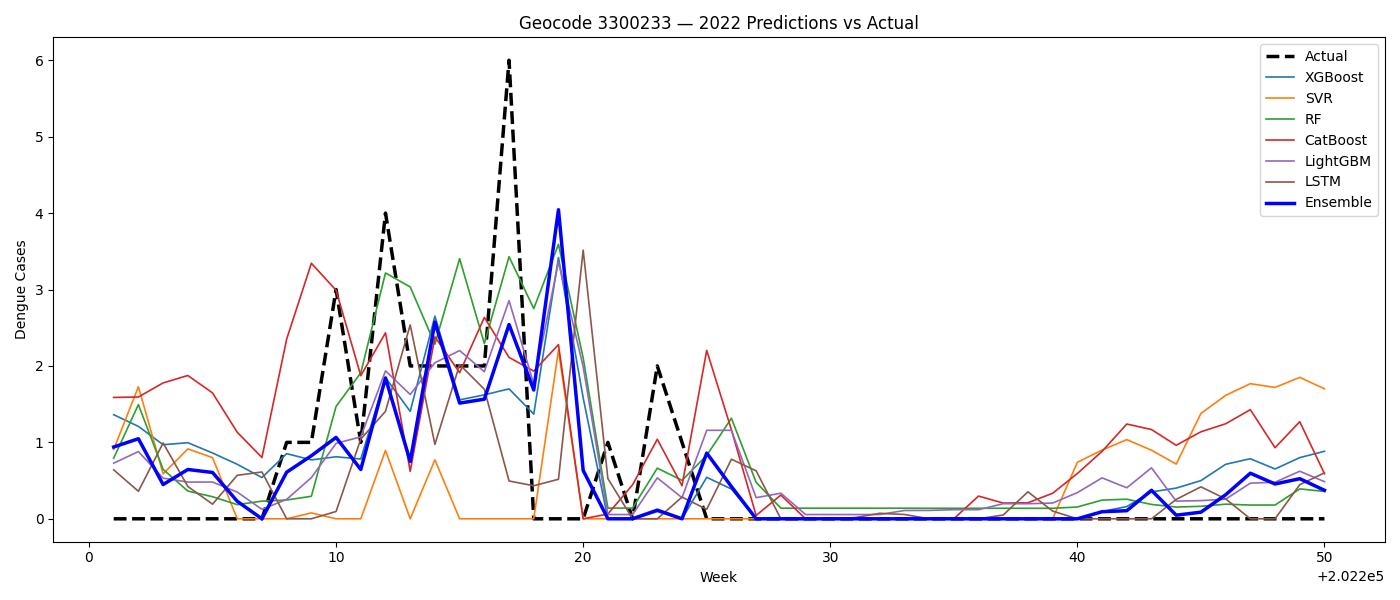 Geocode 3300233 — 2022 Predictions vs Actual
Dengue Cases
6
5
4
3
2
1
0
Actual
XGBoost
SVR
RF
CatBoost
LightGBM
LSTM
Ensemble
0 10 20 30 40 50
Week
+2.022e5